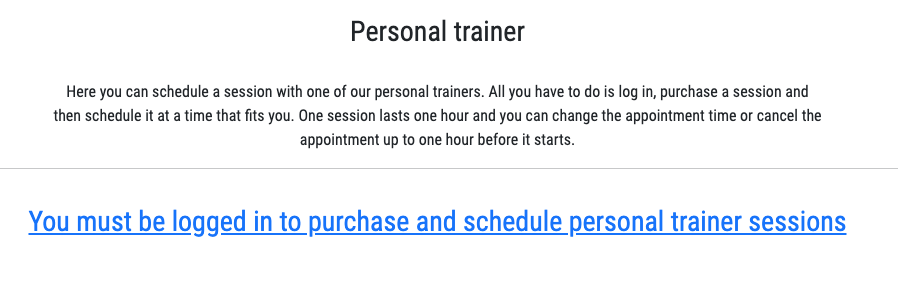 Personal trainer
Here you can schedule a session with one of our personal trainers. All you have to do is log in, purchase a session and
then schedule it at a time that fits you. One session lasts one hour and you can change the appointment time or cancel the
appointment up to one hour before it starts.
You must be logged in to purchase and schedule personal trainer sessions